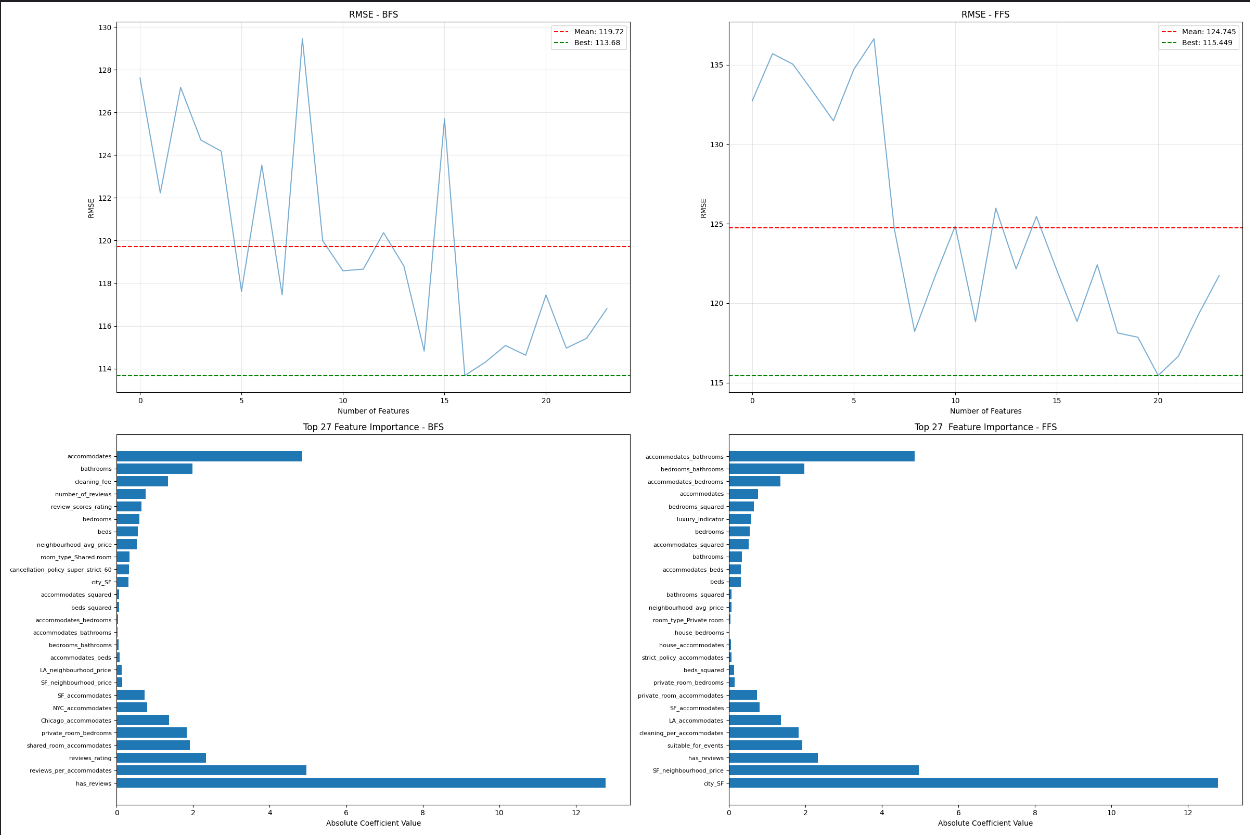 RMSE - BFS
Mean: 119.72
Best: 113.68
130
128
126
124
122
120
118
116
114
RMSE
0 5 10 15 20
Number of Features
RMSE - FFS
Mean: 124.745
Best: 115.449
135
130
125
120
115
RMSE
0 5 10 15 20
Number of Features
Top 27 Feature Importance - BFS
accommodates
bathrooms
cleaning_fee
number_of_reviews
review_scores_rating
bedrooms
beds
neighbourhood_avg_price
room_type_Shared room
cancellation_policy_super_strict_60
city_SF
accommodates_squared
beds_squared
accommodates_bedrooms
accommodates_bathrooms
bedrooms_bathrooms
accommodates_beds
LA_neighbourhood_price
SF_neighbourhood_price
SF_accommodates
NYC_accommodates
Chicago_accommodates
private_room_bedrooms
shared_room_accommodates
reviews_rating
reviews_per_accommodates
has_reviews
0 2 4 6 8 10 12
Absolute Coefficient Value
Top 27  Feature Importance - FFS
accommodates_bathrooms
bedrooms_bathrooms
accommodates_bedrooms
accommodates
bedrooms_squared
luxury_indicator
bedrooms
accommodates_squared
bathrooms
accommodates_beds
beds
bathrooms_squared
neighbourhood_avg_price
room_type_Private room
house_bedrooms
house_accommodates
strict_policy_accommodates
beds_squared
private_room_bedrooms
private_room_accommodates
SF_accommodates
LA_accommodates
cleaning_per_accommodates
suitable_for_events
has_reviews
SF_neighbourhood_price
city_SF
0 2 4 6 8 10 12
Absolute Coefficient Value